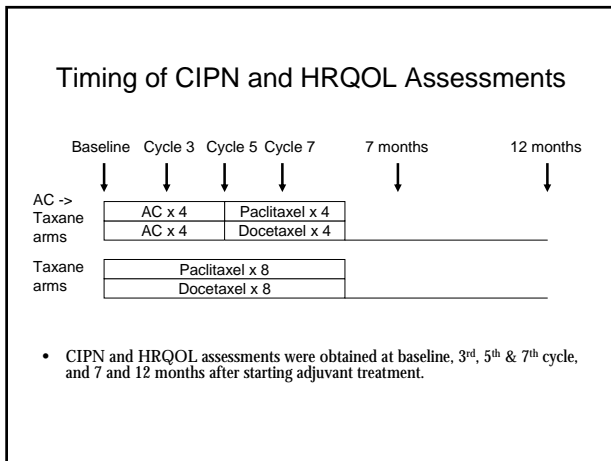 Timing of CIPN and HRQOL Assessments
Baseline Cycle 3 Cycle 5 Cycle 7 7 months 12 months
AC ->
Taxane
arms
AC x 4 Paclitaxel x 4
AC x 4 Docetaxel x 4
Taxane
arms
Paclitaxel x 8
Docetaxel x 8
• CIPN and HRQOL assessments were obtained at baseline, 3rd, 5th & 7th cycle,
and 7 and 12 months after starting adjuvant treatment.